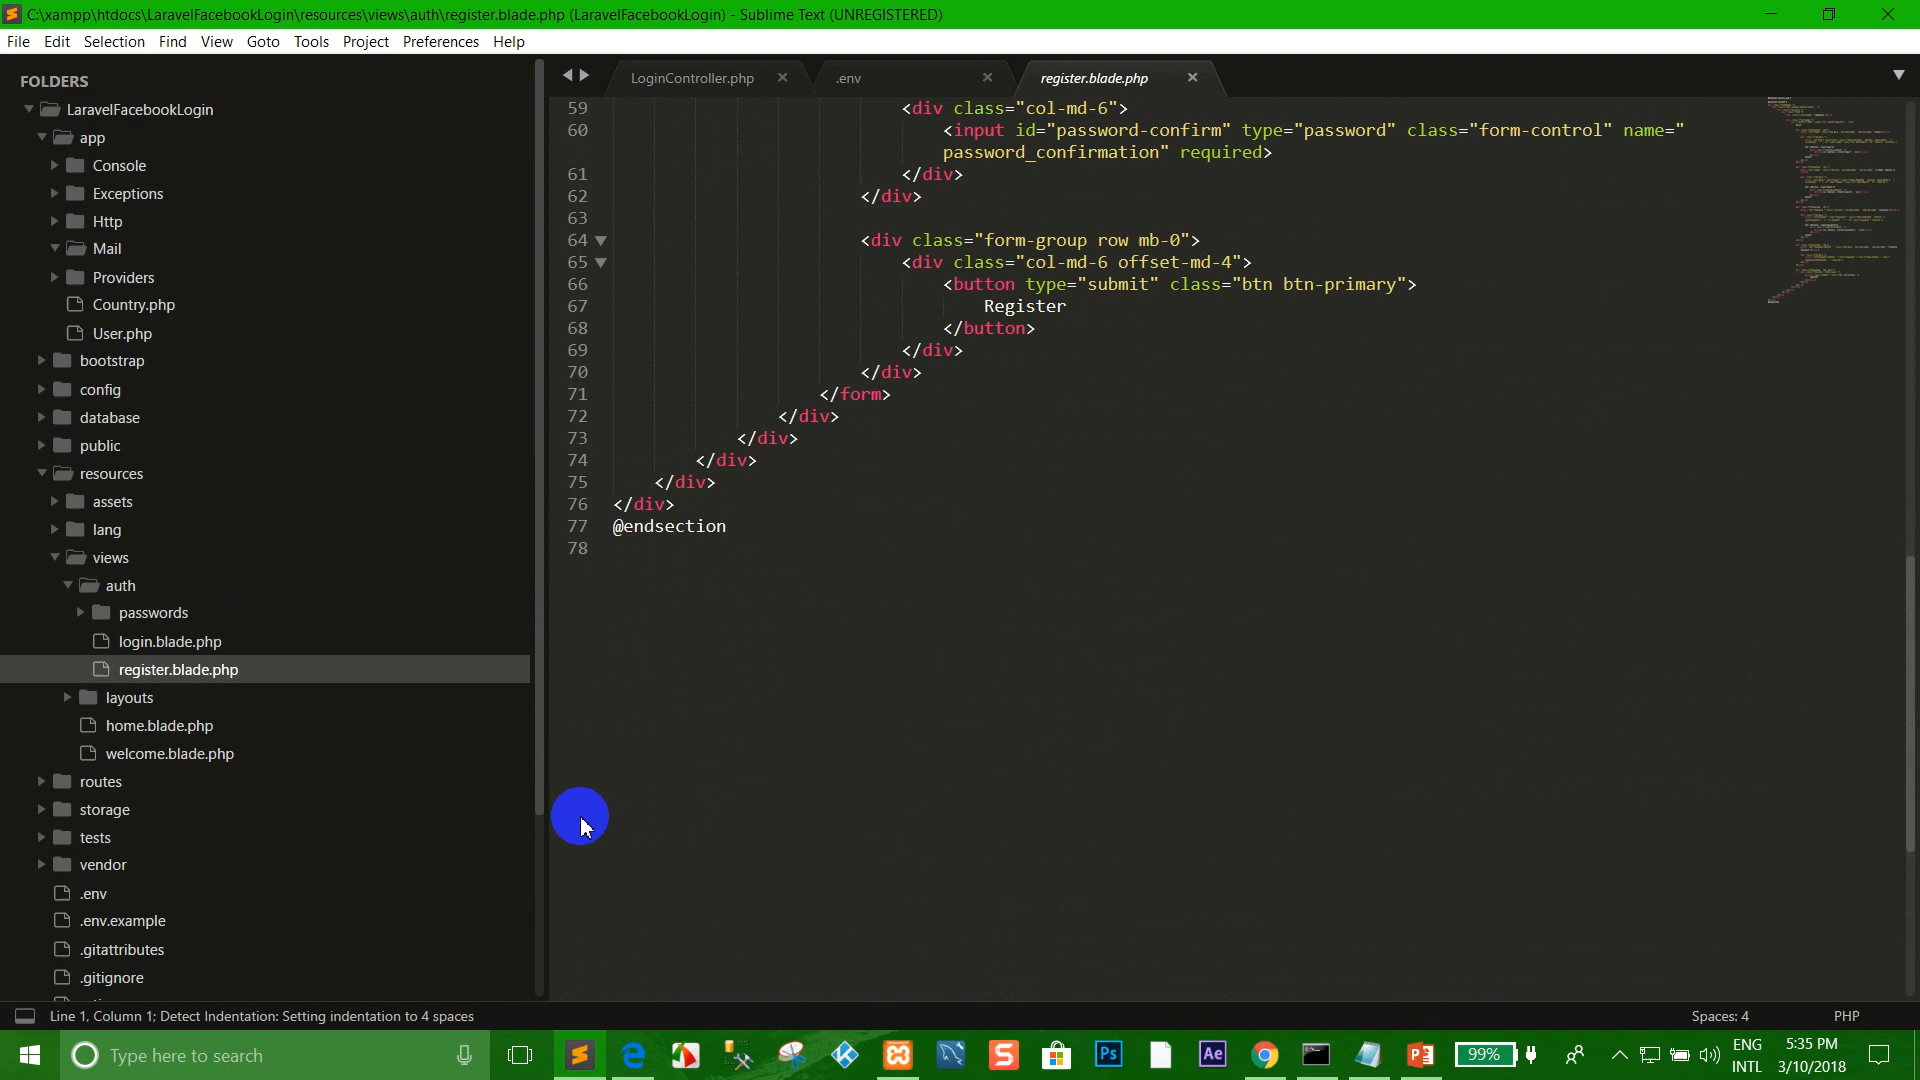 C:\xampp\htdocs\LaravelFacebookLogin\resources\views\auth\register.blade.php (LaravelFacebookLogin) - Sublime Text (UNREGISTERED)
File Edit Selection Find View Goto Tools Project Preferences Help
FOLDERS
LaravelFacebookLogin
app
Console
Exceptions
Http
Mail
Providers
Country.php
User.php
bootstrap
config
database
public
resources
assets
lang
views
auth
passwords
login.blade.php
register.blade.php
layouts
home.blade.php
welcome.blade.php
routes
storage
tests
vendor
.env
.env.example
.gitattributes
.gitignore
LoginController.php .env register.blade.php
59 <div class="col-md-6">
60 <input id="password-confirm" type="password" class="form-control" name="
password_confirmation" required>
61 </div>
62 </div>
63
64 <div class="form-group row mb-0">
65 <div class="col-md-6 offset-md-4">
66 <button type="submit" class="btn btn-primary">
67 Register
68 </button>
69 </div>
70 </div>
71 </form>
72 </div>
73 </div>
74 </div>
75 </div>
76 </div>
77 @endsection
78
Line 1, Column 1; Detect Indentation: Setting indentation to 4 spaces Spaces: 4 PHP
Type here to search
Ps
Ae
99%
ENG
INTL
5:35 PM
3/10/2018